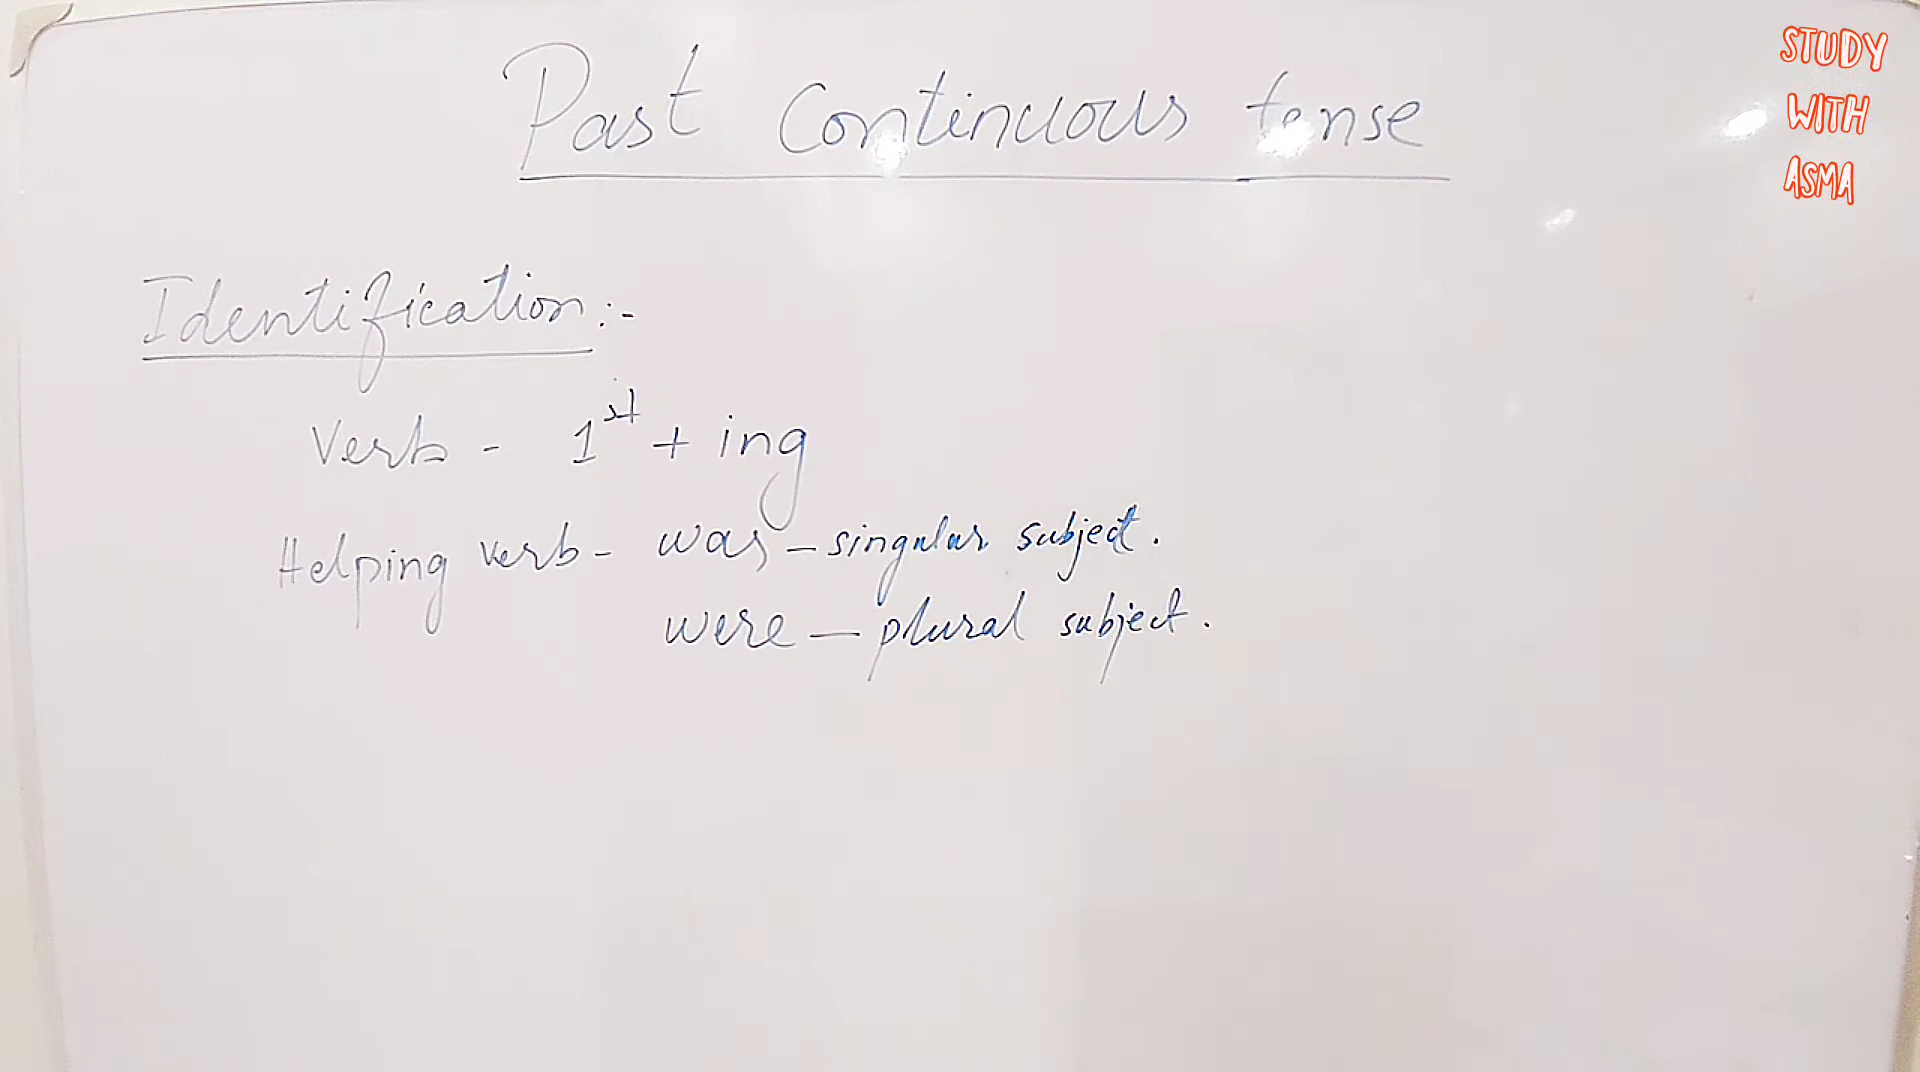 Past Continuous tense
STUDY
WITH
ASMA
Identification :-
Verb - 1st + ing
Helping verb - was - singular subject.
were - plural subject.